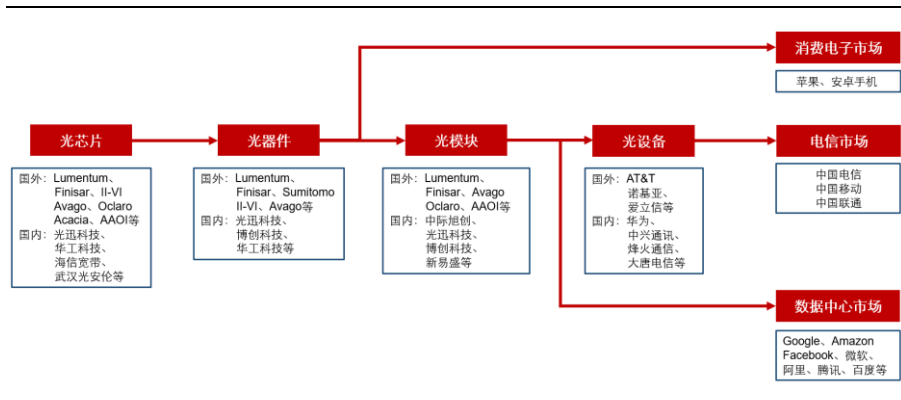 消费电子市场
苹果、安卓手机
光芯片
国外：Lumentum、
Finisar、II-VI
Avago、Oclaro
Acacia、AAOI等
国内：光迅科技、
华工科技、
海信宽带、
武汉光安伦等
光器件
国外：Lumentum、
Finisar、Sumitomo
II-VI、Avago等
国内：光迅科技、
博创科技、
华工科技等
光模块
国外：Lumentum、
Finisar、Avago
Oclaro、AAOI等
国内：中际旭创、
光迅科技、
博创科技、
新易盛等
光设备
国外：AT&T
诺基亚、
爱立信等
国内：华为、
中兴通讯、
烽火通信、
大唐电信等
电信市场
中国电信
中国移动
中国联通
数据中心市场
Google、Amazon
Facebook、微软、
阿里、腾讯、百度等